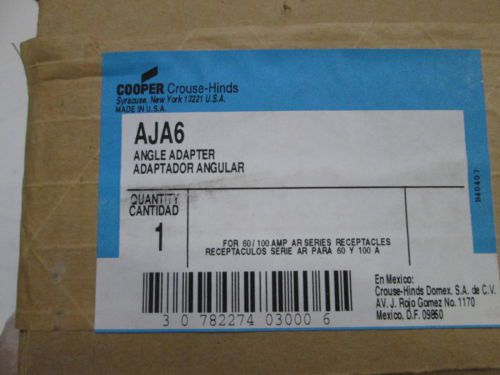 COOPER Crouse-Hinds
Syracuse, New York 13221 U.S.A.
MADE IN U.S.A.
AJA6
ANGLE ADAPTER
ADAPTADOR ANGULAR
QUANTITY
CANTIDAD
1
FOR 60/100 AMP AR SERIES RECEPTACLES
RECEPTACULOS SERIE AR PARA 60 Y 100 A
940407
3 0 782274 03000 6
En Mexico:
Crouse-Hinds Domex, S.A. de C.V.
AV. J. Rojo Gomez No. 1170
Mexico, D.F. 09850